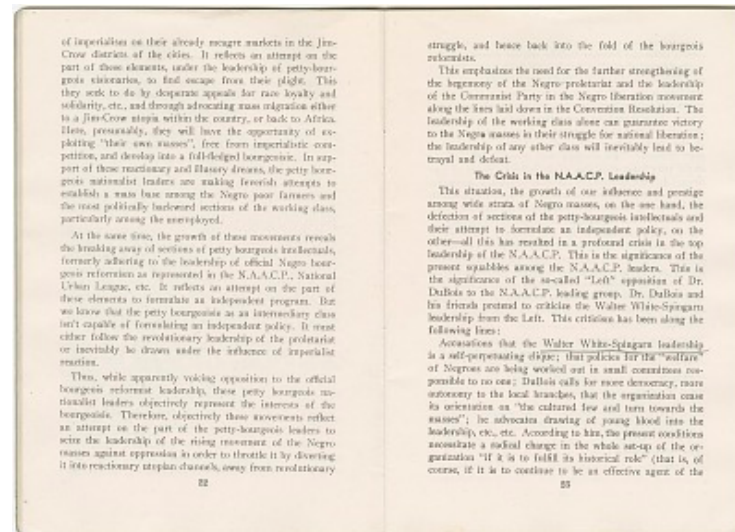 of imperialism on their already meagre markets in the Jim-
Crow districts of the cities. It reflects an attempt on the
part of these elements, under the leadership of petty-bour-
geois visionaries, to find escape from their plight. This
they seek to do by desperate appeals for race loyalty and
solidarity, etc., and through advocating mass migration either
to a Jim-Crow utopia within the country, or back to Africa.
Here, presumably, they will have the opportunity of ex-
ploiting "their own masses", free from imperialistic com-
petition, and develop into a full-fledged bourgeoisie. In sup-
port of these reactionary and illusory dreams, the petty bour-
geois nationalist leaders are making feverish attempts to
establish a mass base among the Negro poor farmers and
the most politically backward sections of the working class,
particularly among the unemployed.
At the same time, the growth of these movements reveals
the breaking away of sections of petty bourgeois intellectuals,
formerly adhering to the leadership of official Negro bour-
geois reformism as represented in the N.A.A.C.P., National
Urban League, etc. It reflects an attempt on the part of
these elements to formulate an independent program. But
we know that the petty bourgeoisie as an intermediary class
isn't capable of formulating an independent policy. It must
either follow the revolutionary leadership of the proletariat
or inevitably be drawn under the influence of imperialist
reaction.
Thus, while apparently voicing opposition to the official
bourgeois reformist leadership, these petty bourgeois na-
tionalist leaders objectively represent the interests of the
bourgeoisie. Therefore, objectively these movements reflect
an attempt on the part of the petty-bourgeois leaders to
seize the leadership of the rising movement of the Negro
masses against oppression in order to throttle it by diverting
it into reactionary utopian channels, away from revolutionary
22
struggle, and hence back into the fold of the bourgeois
reformists.
This emphasizes the need for the further strengthening of
the hegemony of the Negro proletariat and the leadership
of the Communist Party in the Negro liberation movement
along the lines laid down in the Convention Resolution. The
leadership of the working class alone can guarantee victory
to the Negro masses in their struggle for national liberation;
the leadership of any other class will inevitably lead to be-
trayal and defeat.
The Crisis in the N.A.A.C.P. Leadership
This situation, the growth of our influence and prestige
among wide strata of Negro masses, on the one hand, the
defection of sections of the petty-bourgeois intellectuals and
their attempt to formulate an independent policy, on the
other—all this has resulted in a profound crisis in the top
leadership of the N.A.A.C.P. This is the significance of the
present squabbles among the N.A.A.C.P. leaders. This is
the significance of the so-called "Left" opposition of Dr.
DuBois to the N.A.A.C.P. leading group. Dr. DuBois and
his friends pretend to criticize the Walter White-Spingarn
leadership from the Left. This criticism has been along the
following lines:
Accusations that the Walter White-Spingarn leadership
is a self-perpetuating clique; that policies for the "welfare"
of Negroes are being worked out in small committees res-
ponsible to no one; DuBois calls for more democracy, more
autonomy to the local branches, that the organization cease
its orientation on "the cultured few and turn towards the
masses"; he advocates drawing of young blood into the
leadership, etc., etc. According to him, the present conditions
necessitate a radical change in the whole set-up of the or-
ganization "if it is to fulfill its historical role" (that is, of
course, if it is to continue to be an effective agent of the
23